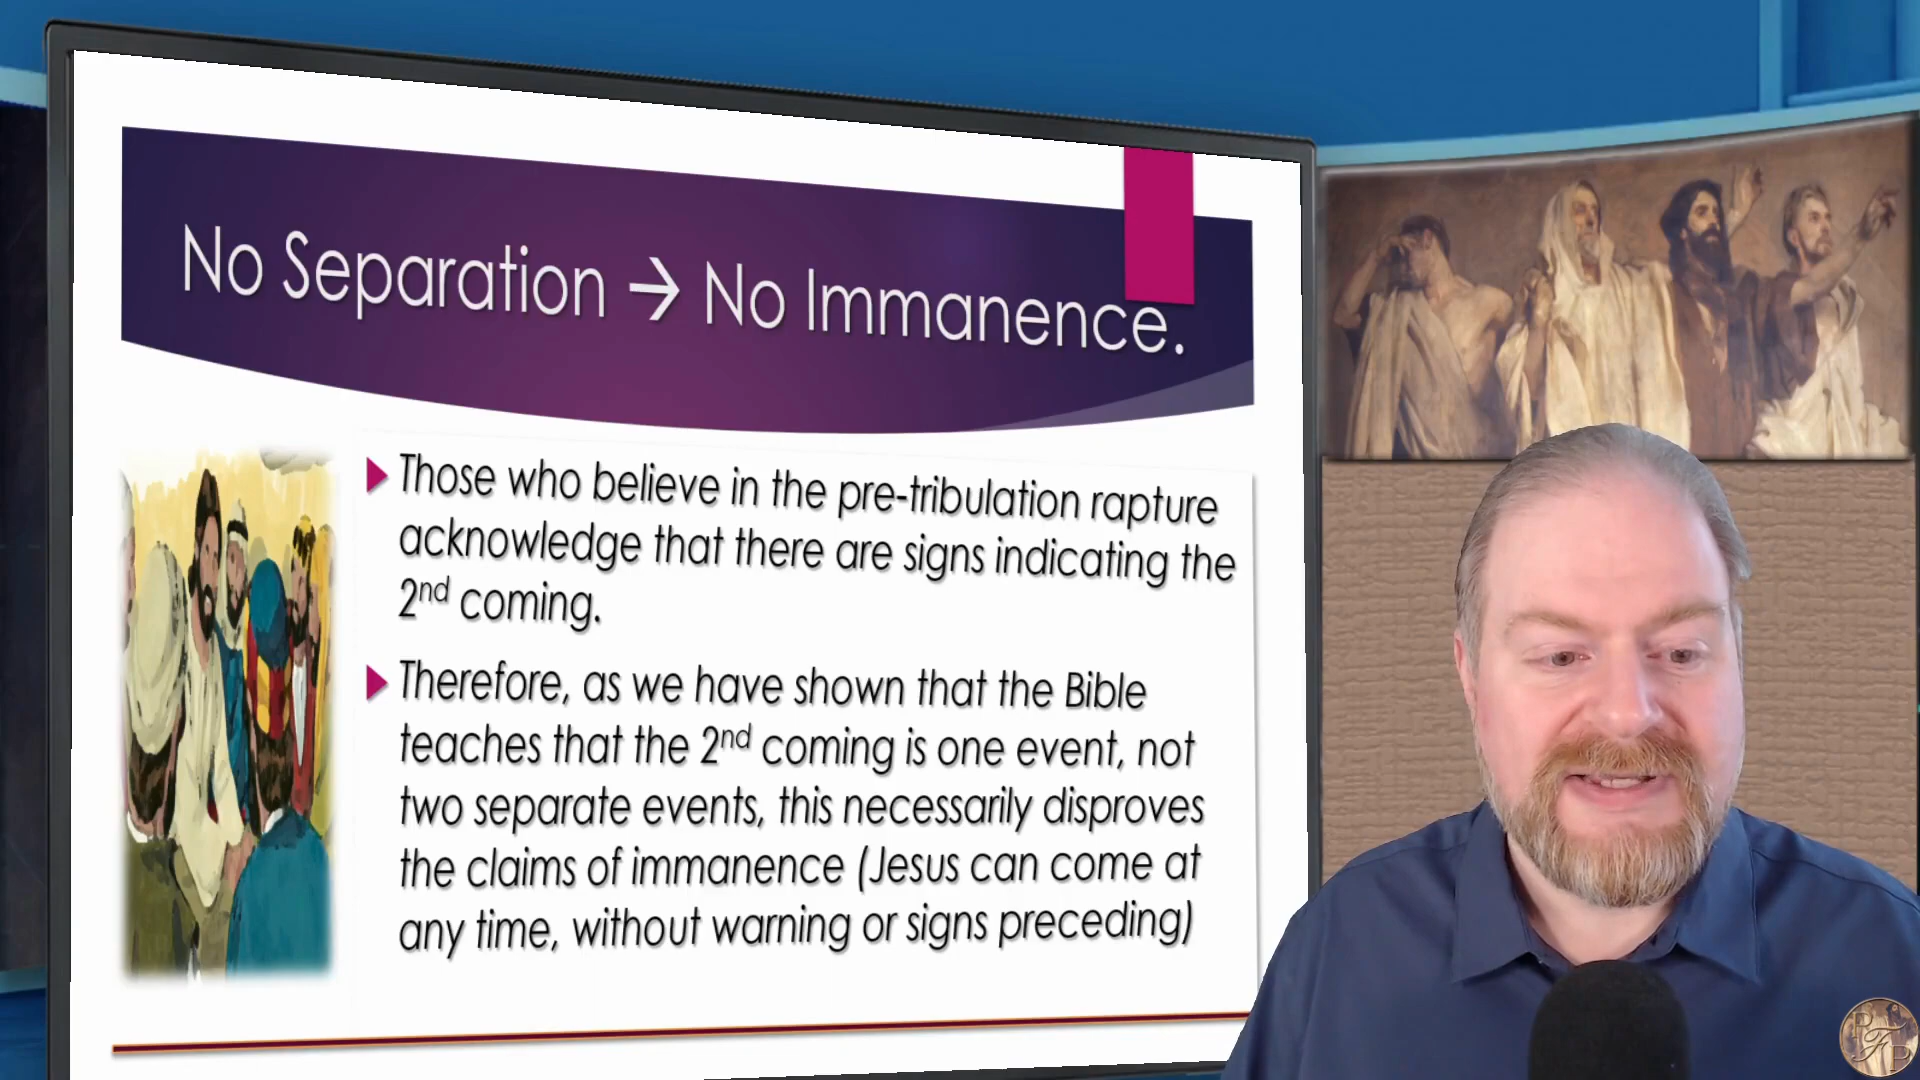 No Separation → No Immanence.
Those who believe in the pre-tribulation rapture
acknowledge that there are signs indicating the
2nd coming.
Therefore, as we have shown that the Bible
teaches that the 2nd coming is one event, not
two separate events, this necessarily disproves
the claims of immanence (Jesus can come at
any time, without warning or signs preceding)
P F P